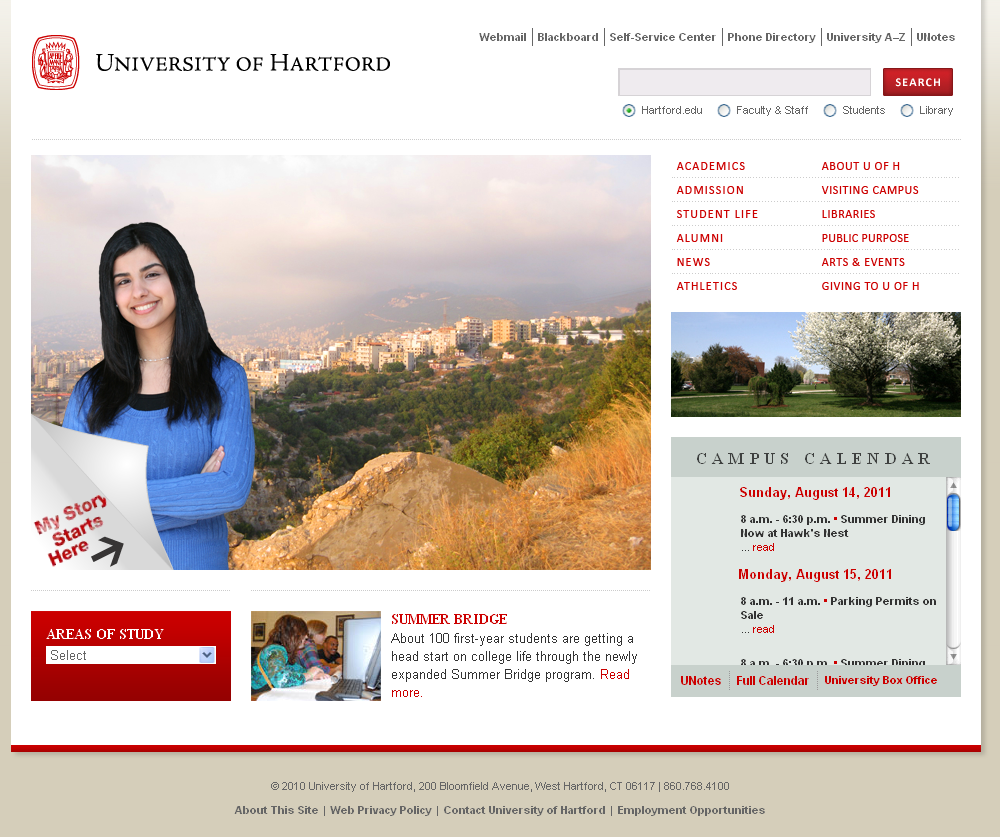 Webmail | Blackboard | Self-Service Center | Phone Directory | University A–Z | UNotes
UNIVERSITY OF HARTFORD
SEARCH
Hartford.edu Faculty & Staff Students Library
ACADEMICS ABOUT U OF H
ADMISSION VISITING CAMPUS
STUDENT LIFE LIBRARIES
ALUMNI PUBLIC PURPOSE
NEWS ARTS & EVENTS
ATHLETICS GIVING TO U OF H
My Story
Starts
Here
CAMPUS CALENDAR
Sunday, August 14, 2011
8 a.m. - 6:30 p.m. ▪ Summer Dining
Now at Hawk's Nest
... read
Monday, August 15, 2011
8 a.m. - 11 a.m. ▪ Parking Permits on
Sale
... read
8 a.m. - 6:30 p.m. ▪ Summer Dining
UNotes Full Calendar University Box Office
AREAS OF STUDY
Select
SUMMER BRIDGE
About 100 first-year students are getting a
head start on college life through the newly
expanded Summer Bridge program. Read
more.
© 2010 University of Hartford, 200 Bloomfield Avenue, West Hartford, CT 06117 | 860.768.4100
About This Site | Web Privacy Policy | Contact University of Hartford | Employment Opportunities